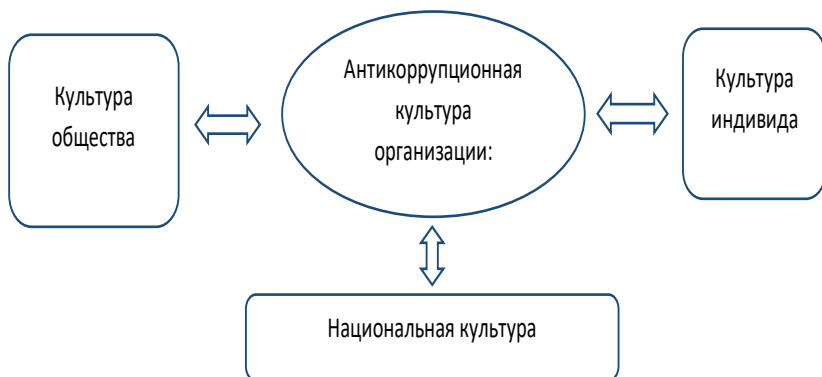 Культура
общества
Антикоррупционная
культура
организации:
Культура
индивида
Национальная культура